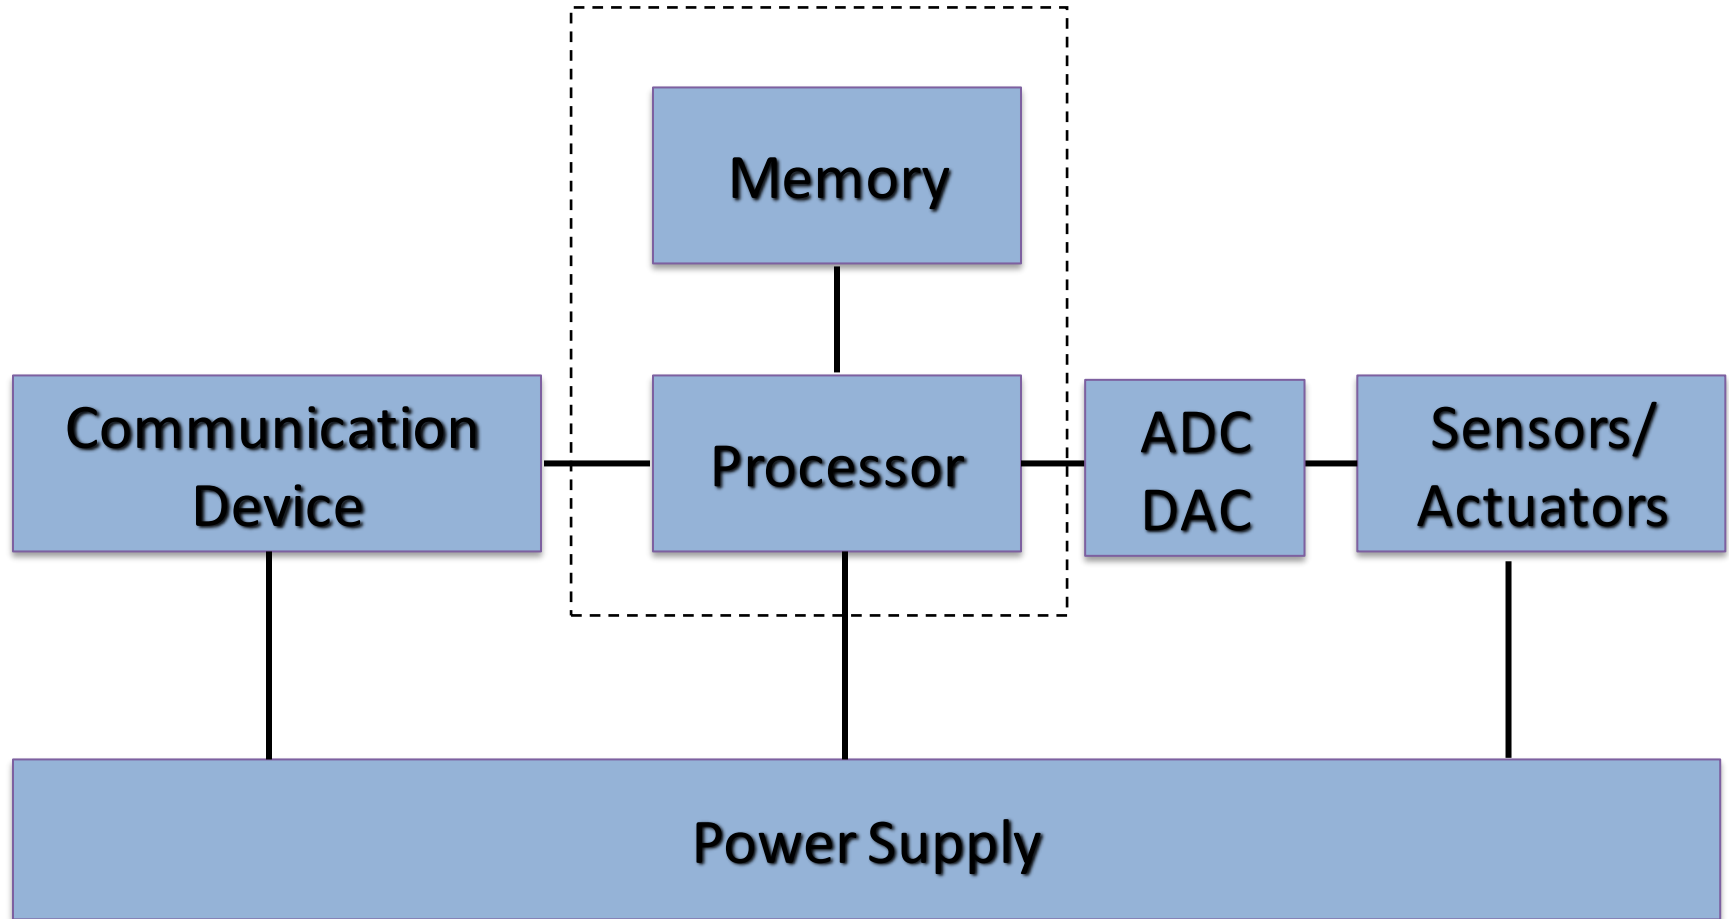 Memory
Communication
Device
Processor
ADC
DAC
Sensors/
Actuators
Power Supply